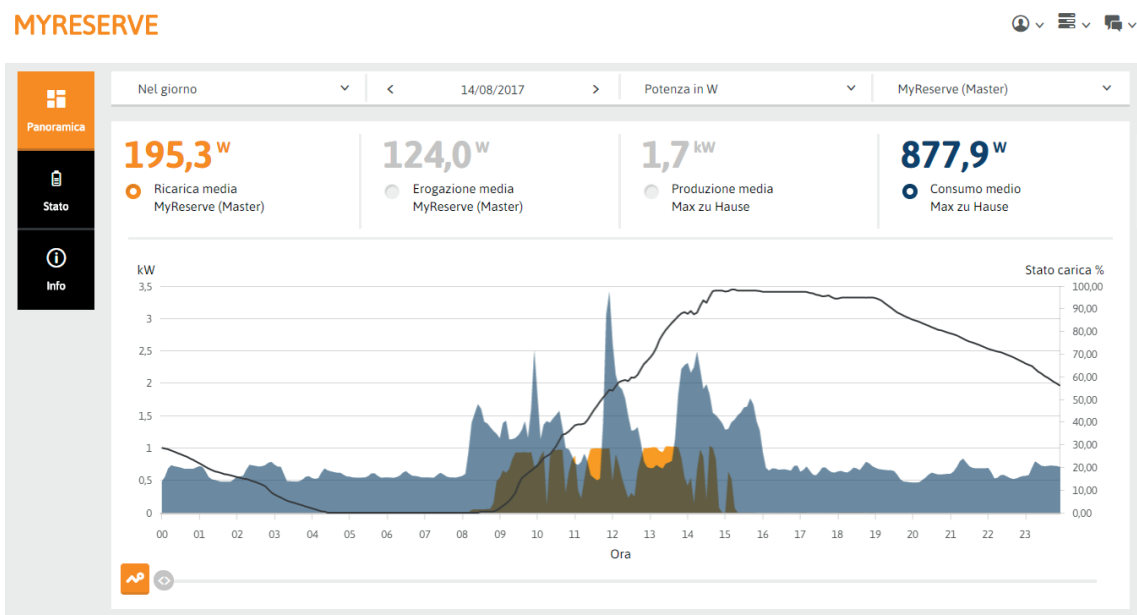 MYRESERVE
Nel giorno
14/08/2017
Potenza in W
MyReserve (Master)
Panoramica
Stato
Info
195,3 W
Ricarica media
MyReserve (Master)
124,0 W
Erogazione media
MyReserve (Master)
1,7 kW
Produzione media
Max zu Hause
877,9 W
Consumo medio
Max zu Hause
kW
Stato carica %
3,5
3
2,5
2
1,5
1
0,5
0
100,00
90,00
80,00
70,00
60,00
50,00
40,00
30,00
20,00
10,00
0,00
00 01 02 03 04 05 06 07 08 09 10 11 12 13 14 15 16 17 18 19 20 21 22 23
Ora